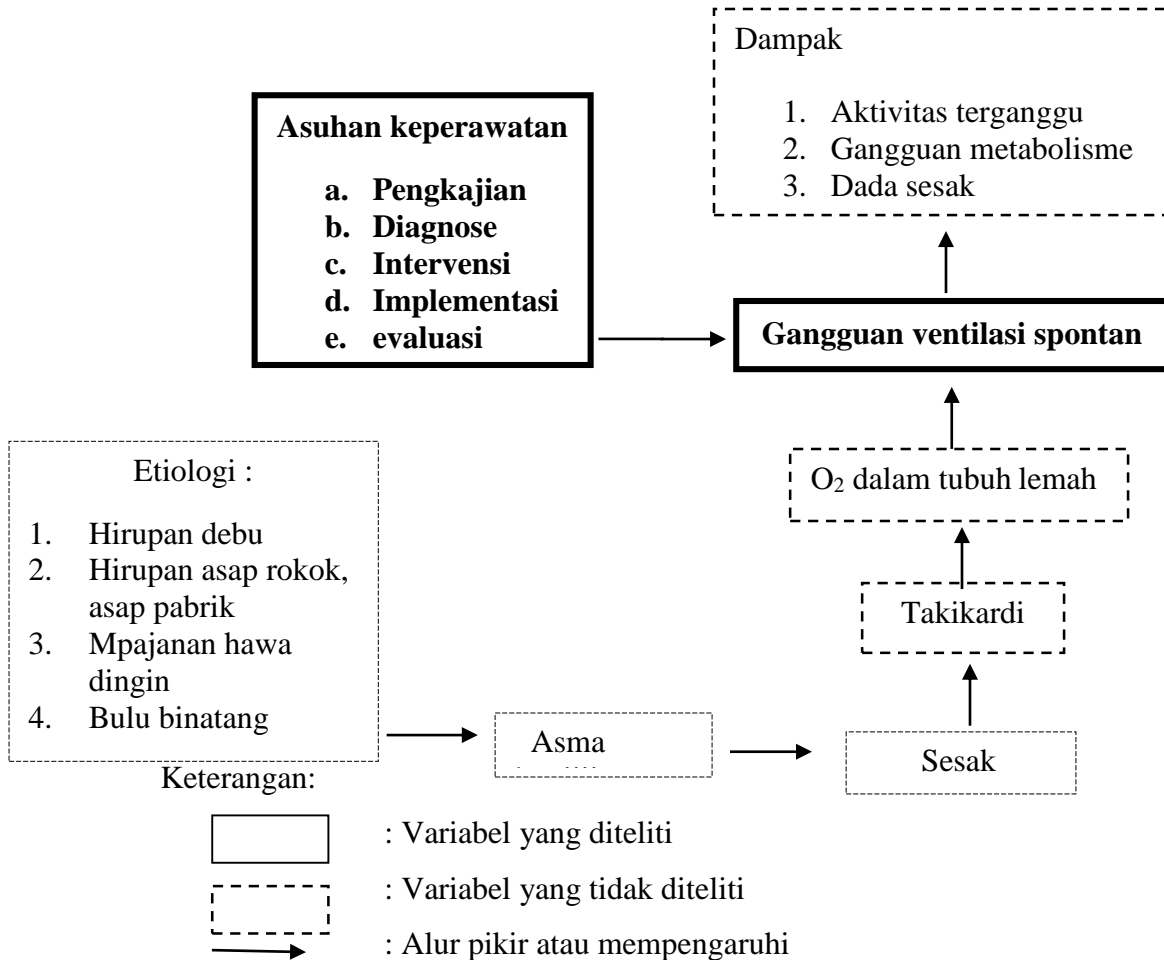 Dampak
1. Aktivitas terganggu
2. Gangguan metabolisme
3. Dada sesak
Asuhan keperawatan
a. Pengkajian
b. Diagnose
c. Intervensi
d. Implementasi
e. evaluasi
Gangguan ventilasi spontan
Etiologi :
1. Hirupan debu
2. Hirupan asap rokok,
asap pabrik
3. Mpajanan hawa
dingin
4. Bulu binatang
O₂ dalam tubuh lemah
Takikardi
Asma
Sesak
Keterangan:
: Variabel yang diteliti
: Variabel yang tidak diteliti
: Alur pikir atau mempengaruhi